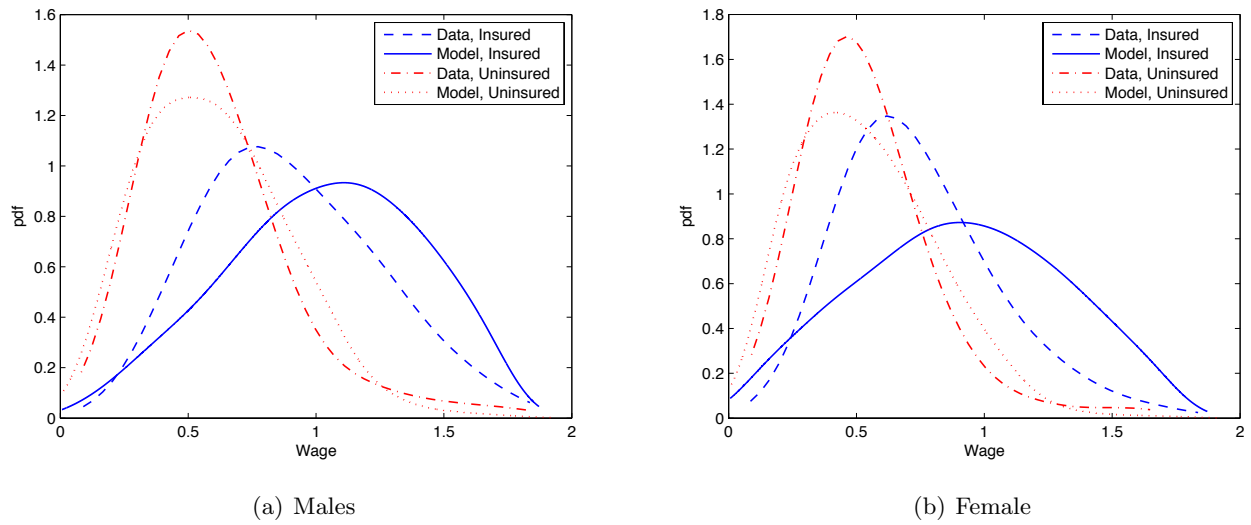 1.6
1.4
1.2
1
0.8
0.6
0.4
0.2
0
pdf
0 0.5 1 1.5 2
Wage
Data, Insured
Model, Insured
Data, Uninsured
Model, Uninsured
(a) Males
1.8
1.6
1.4
1.2
1
0.8
0.6
0.4
0.2
0
pdf
0 0.5 1 1.5 2
Wage
Data, Insured
Model, Insured
Data, Uninsured
Model, Uninsured
(b) Female